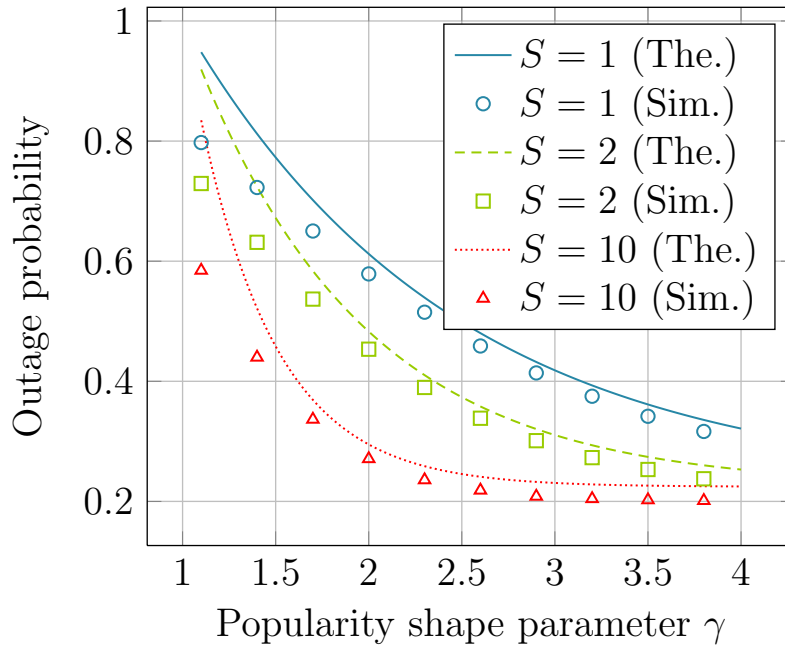 1
0.8
0.6
0.4
0.2
Outage probability
S = 1 (The.)
S = 1 (Sim.)
S = 2 (The.)
S = 2 (Sim.)
S = 10 (The.)
S = 10 (Sim.)
1 1.5 2 2.5 3 3.5 4
Popularity shape parameter γ